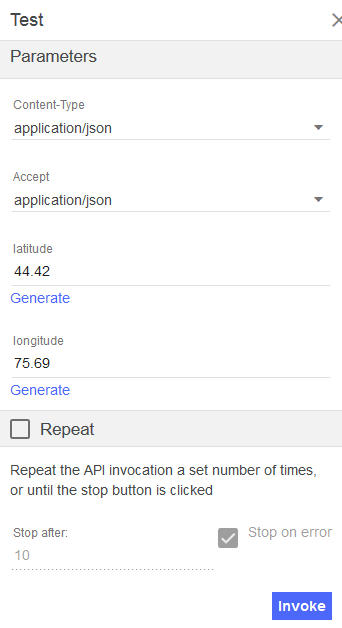 Test
Parameters
Content-Type
application/json
Accept
application/json
latitude
44.42
Generate
longitude
75.69
Generate
Repeat
Repeat the API invocation a set number of times,
or until the stop button is clicked
Stop after:
Stop on error
10
Invoke